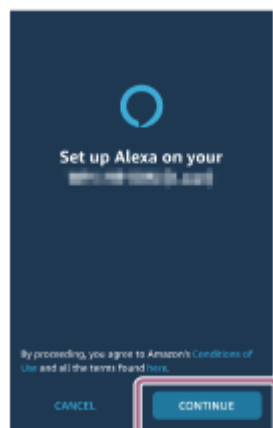 Set up Alexa on your
By proceeding, you agree to Amazon's Conditions of
Use and all the terms found here.
CANCEL
CONTINUE